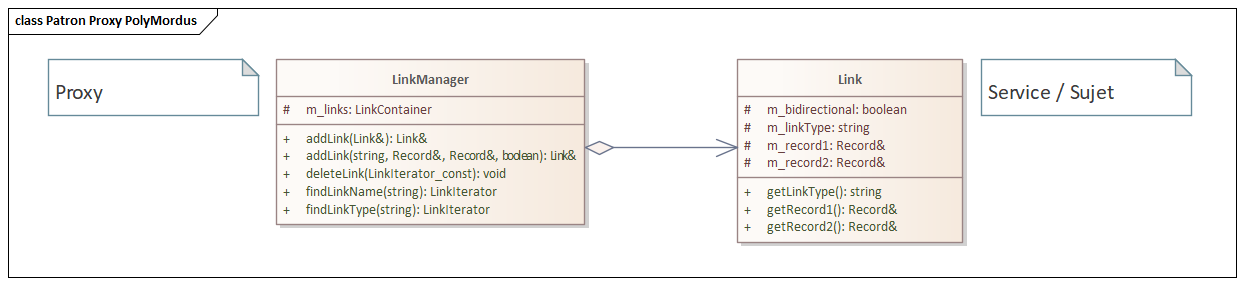 class Patron Proxy PolyMordus
Proxy
LinkManager
# m_links: LinkContainer
+ addLink(Link&): Link&
+ addLink(string, Record&, Record&, boolean): Link&
+ deleteLink(LinkIterator_const): void
+ findLinkName(string): LinkIterator
+ findLinkType(string): LinkIterator
Link
# m_bidirectional: boolean
# m_linkType: string
# m_record1: Record&
# m_record2: Record&
+ getLinkType(): string
+ getRecord1(): Record&
+ getRecord2(): Record&
Service / Sujet